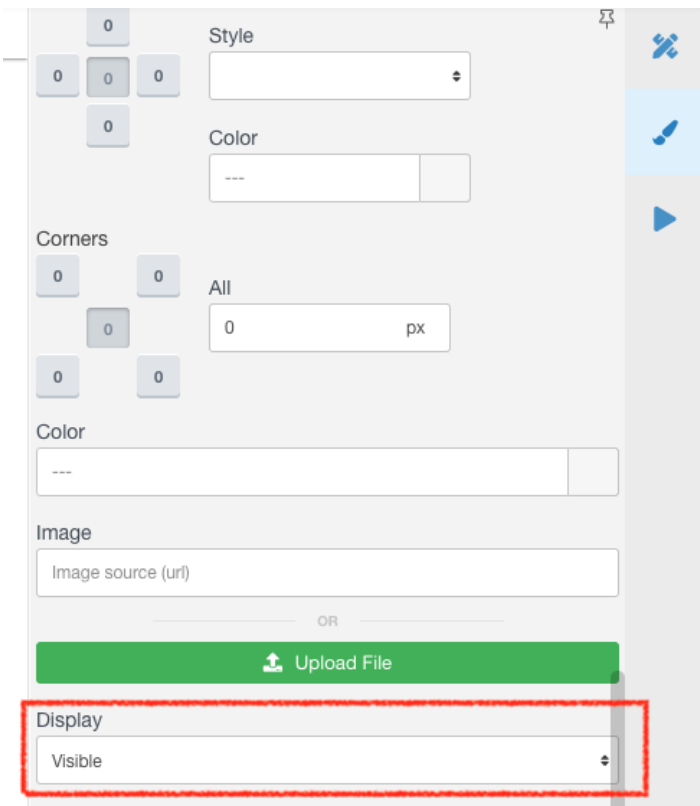 0
Style
0 0 0
0
Color
---
Corners
0 0
All
0
0 px
0 0
Color
---
Image
Image source (url)
OR
Upload File
Display
Visible